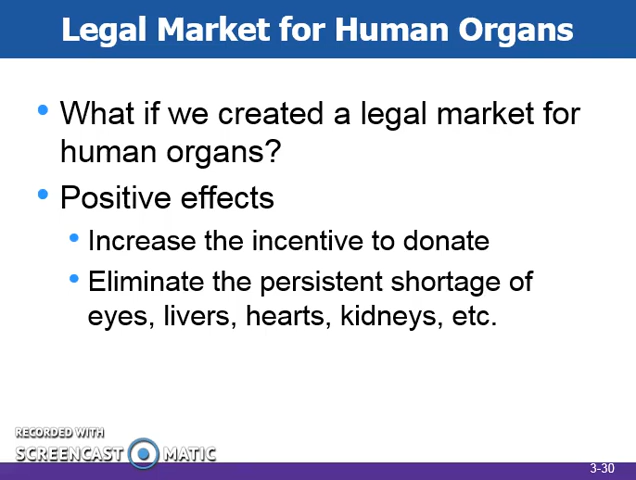 Legal Market for Human Organs
• What if we created a legal market for
human organs?
• Positive effects
• Increase the incentive to donate
• Eliminate the persistent shortage of
eyes, livers, hearts, kidneys, etc.
RECORDED WITH
SCREENCAST MATIC
3-30